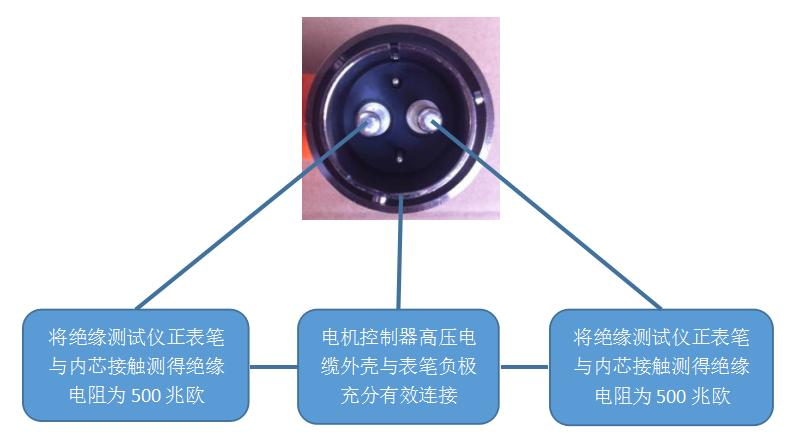 将绝缘测试仪正表笔
与内芯接触测得绝缘
电阻为 500 兆欧
电机控制器高压电
缆外壳与表笔负极
充分有效连接
将绝缘测试仪正表笔
与内芯接触测得绝缘
电阻为 500 兆欧